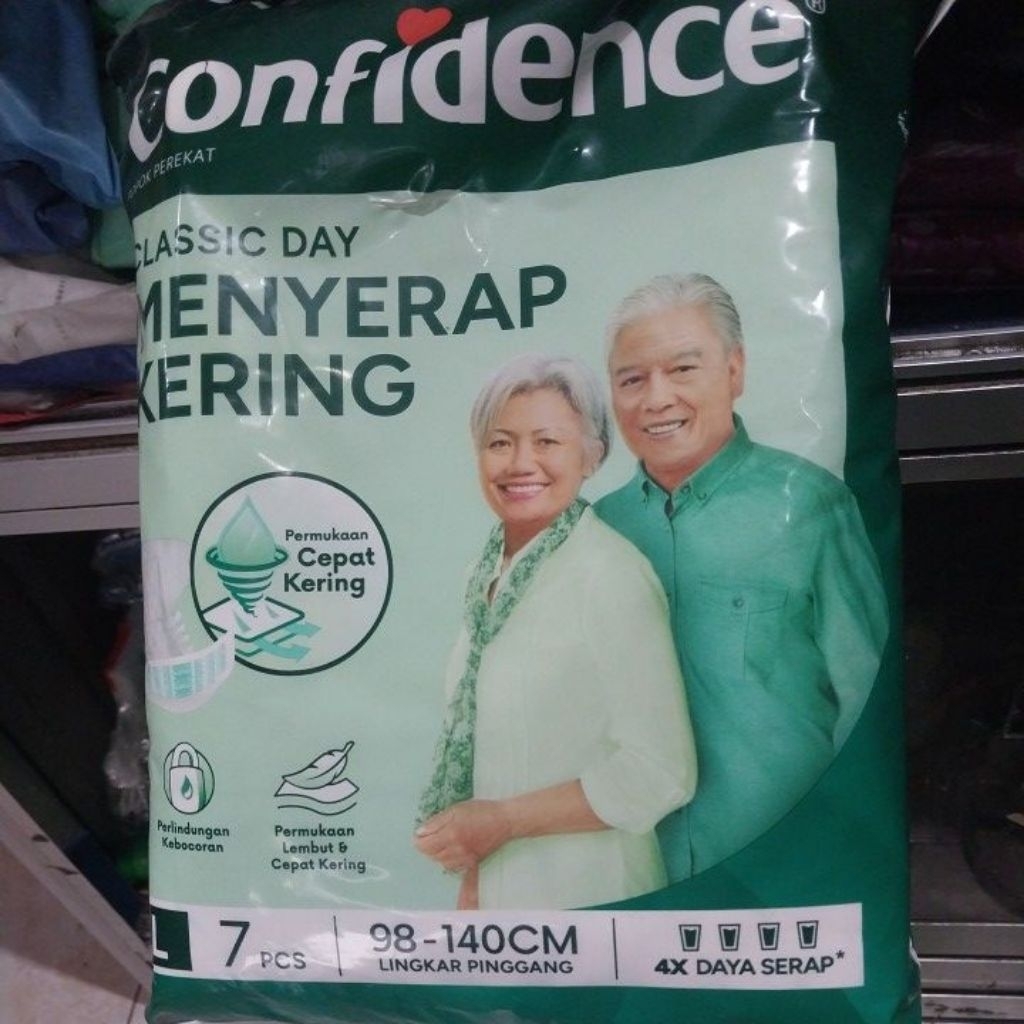 Confidence®
POPOK PEREKAT
CLASSIC DAY
MENYERAP
KERING
Permukaan
Cepat
Kering
Perlindungan
Kebocoran
Permukaan
Lembut &
Cepat Kering
L
7 PCS
98-140CM
LINGKAR PINGGANG
4X DAYA SERAP*